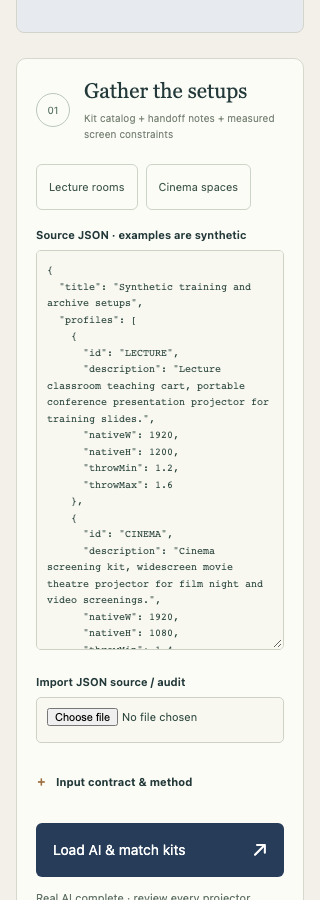 01
Gather the setups
Kit catalog + handoff notes + measured
screen constraints
Lecture rooms
Cinema spaces
Source JSON · examples are synthetic
{
"title": "Synthetic training and
archive setups",
"profiles": [
{
"id": "LECTURE",
"description": "Lecture
classroom teaching cart, portable
conference presentation projector for
training slides.",
"nativeW": 1920,
"nativeH": 1200,
"throwMin": 1.2,
"throwMax": 1.6
},
{
"id": "CINEMA",
"description": "Cinema
screening kit, widescreen movie
theatre projector for film night and
video screenings.",
"nativeW": 1920,
"nativeH": 1080,
"throwMin": 1.4,
Import JSON source / audit
Choose file No file chosen
+ Input contract & method
Load AI & match kits
Real AI complete · review every projector